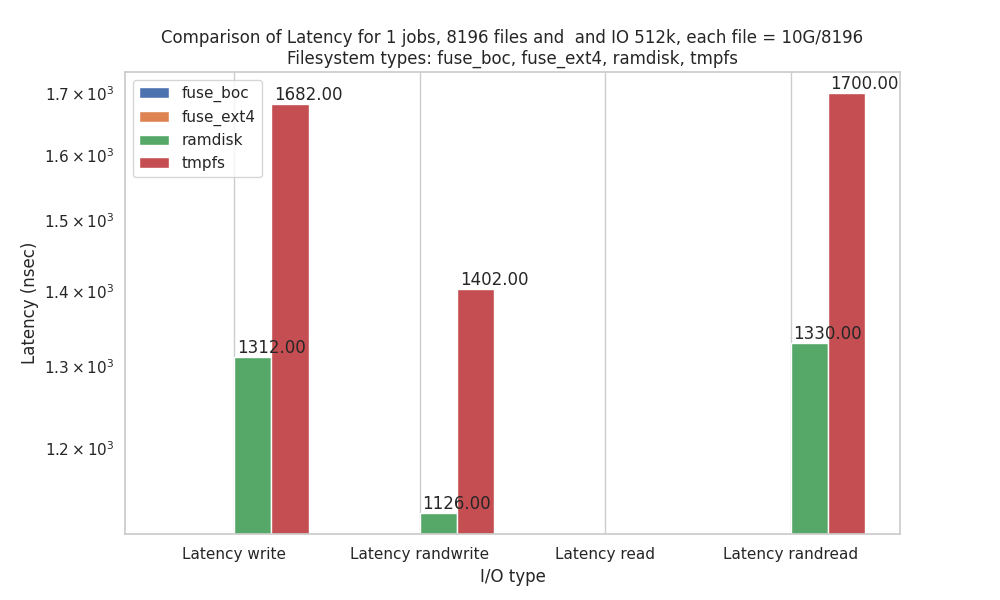 Comparison of Latency for 1 jobs, 8196 files and  and IO 512k, each file = 10G/8196
Filesystem types: fuse_boc, fuse_ext4, ramdisk, tmpfs
fuse_boc
fuse_ext4
ramdisk
tmpfs
1.7 × 10³
1.6 × 10³
1.5 × 10³
1.4 × 10³
1.3 × 10³
1.2 × 10³
Latency (nsec)
1312.00
1682.00
1126.00
1402.00
1330.00
1700.00
Latency write
Latency randwrite
Latency read
Latency randread
I/O type